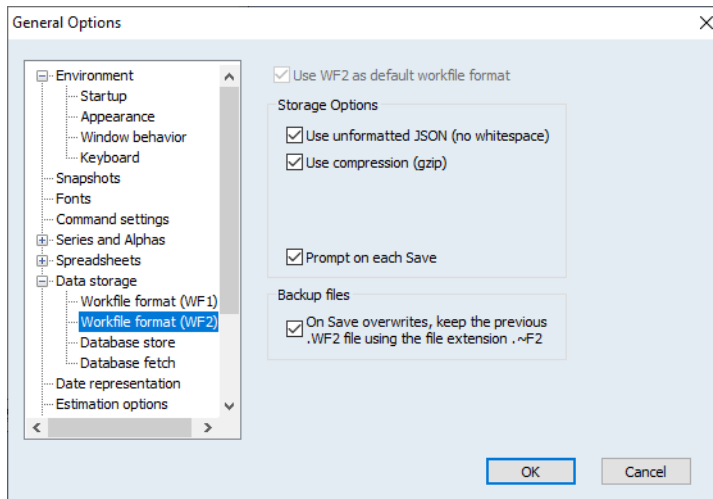 General Options
Environment
Startup
Appearance
Window behavior
Keyboard
Snapshots
Fonts
Command settings
Series and Alphas
Spreadsheets
Data storage
Workfile format (WF1)
Workfile format (WF2)
Database store
Database fetch
Date representation
Estimation options
Use WF2 as default workfile format
Storage Options
Use unformatted JSON (no whitespace)
Use compression (gzip)
Prompt on each Save
Backup files
On Save overwrites, keep the previous
.WF2 file using the file extension .~F2
OK
Cancel